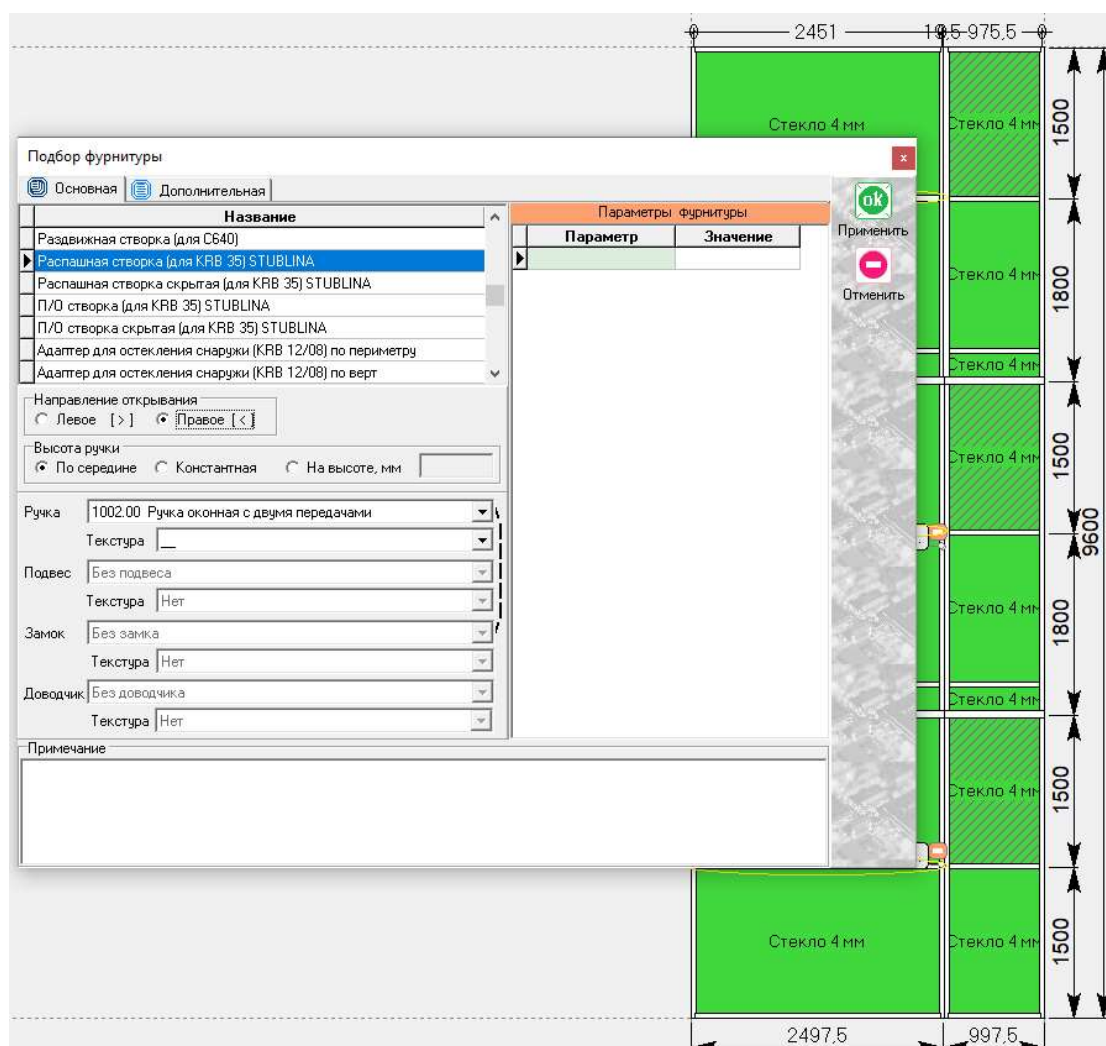 2451
19,5
975,5
Стекло 4 мм
Стекло 4 мм
1500
Подбор фурнитуры
Основная
Дополнительная
Название
Раздвижная створка (для С640)
Распашная створка (для KRB 35) STUBLINA
Распашная створка скрытая (для KRB 35) STUBLINA
П/О створка (для KRB 35) STUBLINA
П/О створка скрытая (для KRB 35) STUBLINA
Адаптер для остекления снаружи (KRB 12/08) по периметру
Адаптер для остекления снаружи (KRB 12/08) по верт
Параметры фурнитуры
Параметр Значение
ok
Применить
Отменить
Направление открывания
Левое [>] Правое [<]
Высота ручки
По середине Константная На высоте, мм
Ручка 1002.00 Ручка оконная с двумя передачами
Текстура __
Подвес Без подвеса
Текстура Нет
Замок Без замка
Текстура Нет
Доводчик Без доводчика
Текстура Нет
Примечание
Стекло 4 мм
1800
Стекло 4 мм
Стекло 4 мм
1500
9600
Стекло 4 мм
1800
Стекло 4 мм
Стекло 4 мм
1500
Стекло 4 мм
Стекло 4 мм
1500
2497,5
997,5